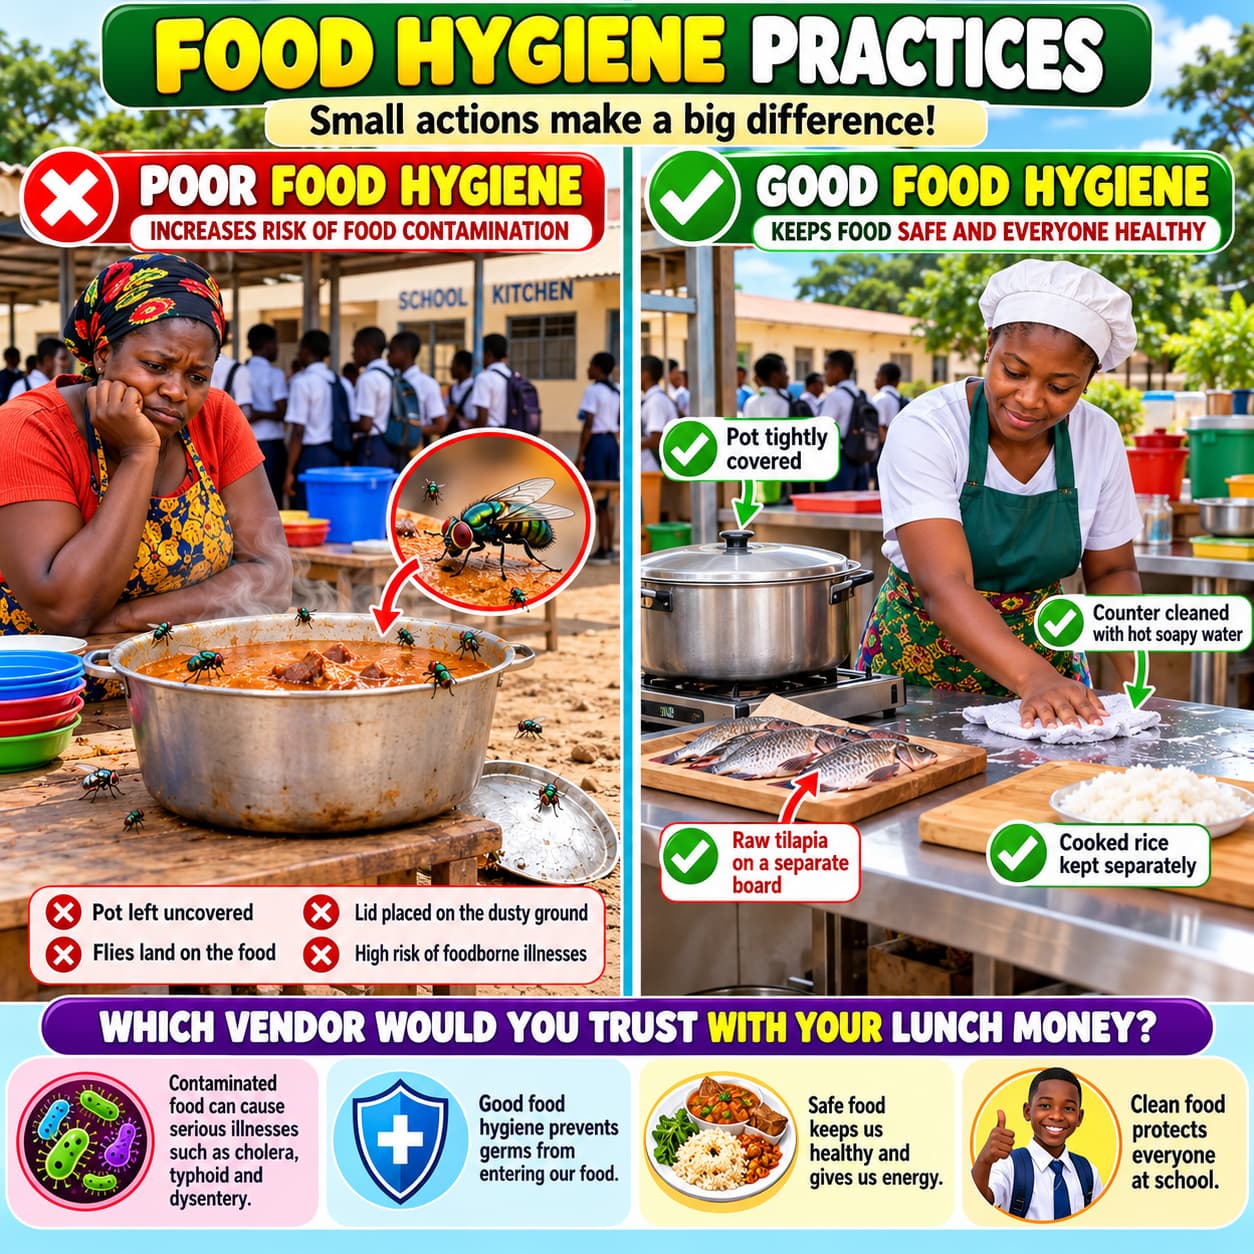 FOOD HYGIENE PRACTICES
Small actions make a big difference!
POOR FOOD HYGIENE
INCREASES RISK OF FOOD CONTAMINATION
SCHOOL KITCHEN
Pot left uncovered
Flies land on the food
Lid placed on the dusty ground
High risk of foodborne illnesses
GOOD FOOD HYGIENE
KEEPS FOOD SAFE AND EVERYONE HEALTHY
Pot tightly
covered
Counter cleaned
with hot soapy water
Raw tilapia
on a separate
board
Cooked rice
kept separately
WHICH VENDOR WOULD YOU TRUST WITH YOUR LUNCH MONEY?
Contaminated
food can cause
serious illnesses
such as cholera,
typhoid and
dysentery.
Good food
hygiene prevents
germs from
entering our food.
Safe food
keeps us
healthy and
gives us energy.
Clean food
protects
everyone
at school.